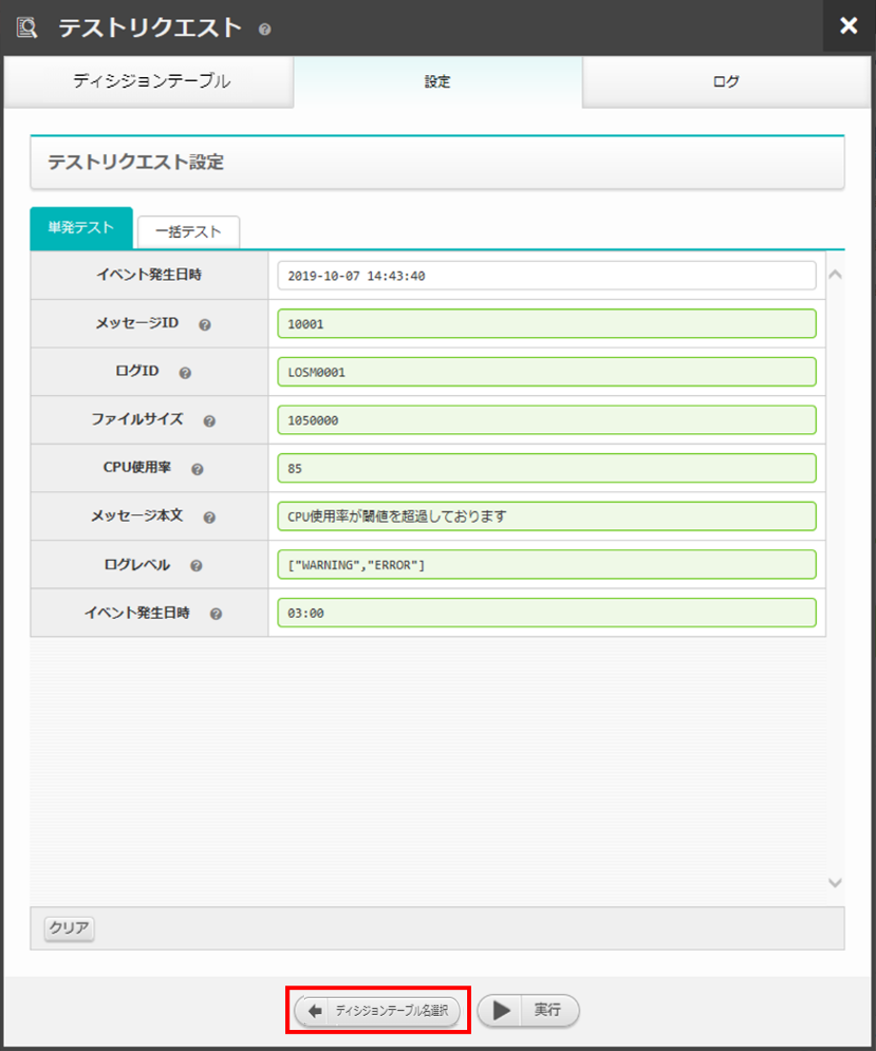 テストリクエスト
ディシジョンテーブル
設定
ログ
テストリクエスト設定
単発テスト
一括テスト
イベント発生日時
2019-10-07 14:43:40
メッセージID
10001
ログID
LOSM0001
ファイルサイズ
1050000
CPU使用率
85
メッセージ本文
CPU使用率が閾値を超過しております
ログレベル
["WARNING","ERROR"]
イベント発生日時
03:00
クリア
ディシジョンテーブル名選択
実行